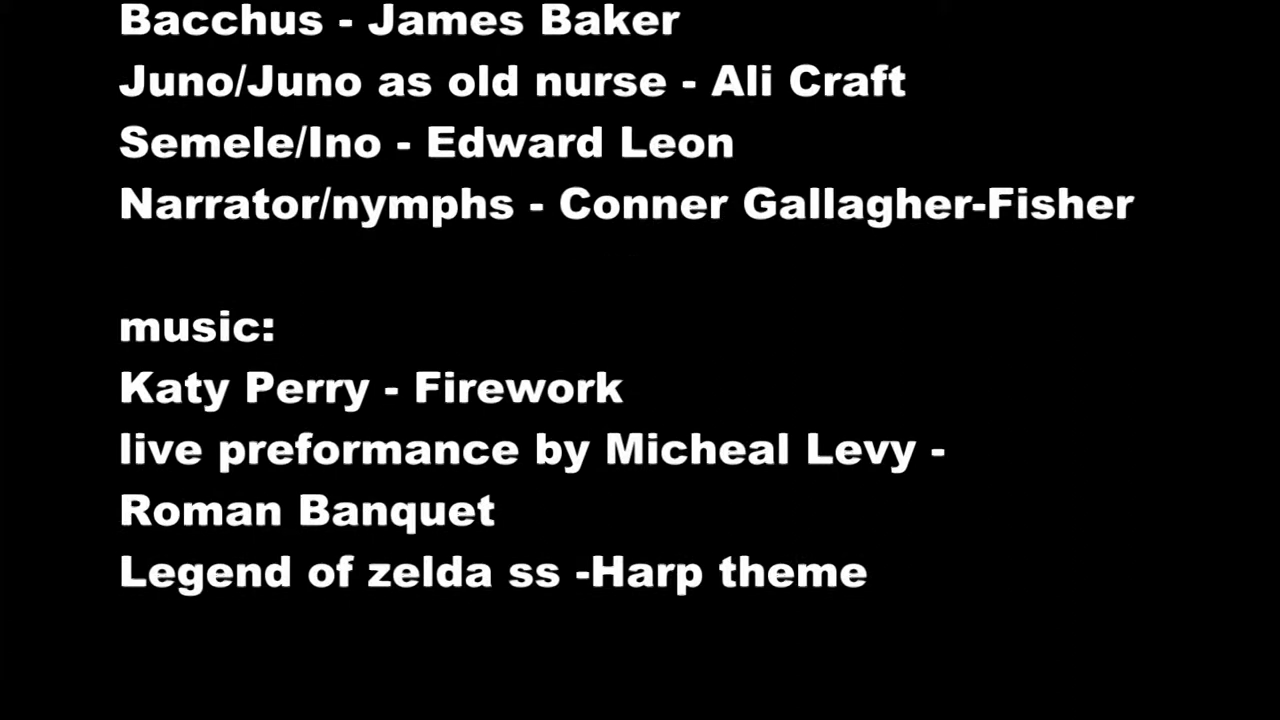 Bacchus - James Baker
Juno/Juno as old nurse - Ali Craft
Semele/Ino - Edward Leon
Narrator/nymphs - Conner Gallagher-Fisher
music:
Katy Perry - Firework
live preformance by Micheal Levy -
Roman Banquet
Legend of zelda ss -Harp theme